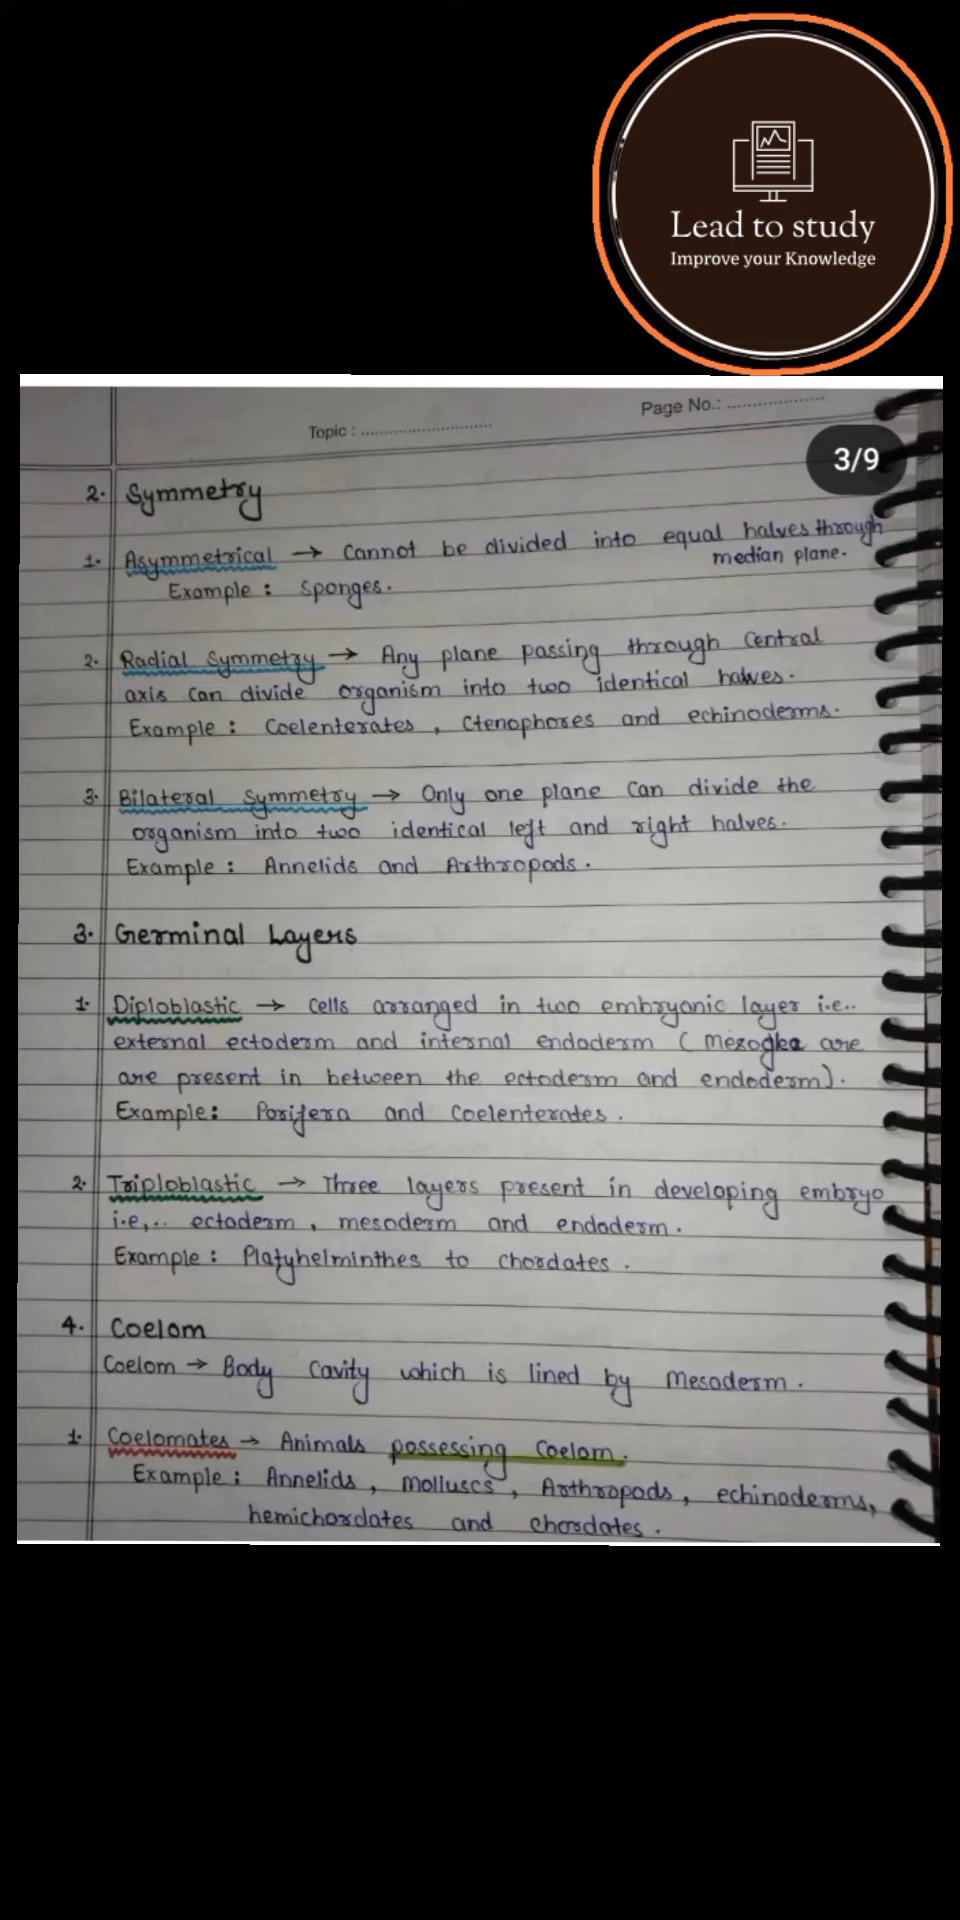 Lead to study
Improve your Knowledge
Page No.: ....................
Topic : ...........................
3/9
2. Symmetry
1. Asymmetrical → Cannot be divided into equal halves through
median plane.
Example : Sponges.
2. Radial Symmetry → Any plane passing through Central
axis can divide organism into two identical halves.
Example : Coelenterates , Ctenophores and echinoderms.
3. Bilateral Symmetry → Only one plane can divide the
organism into two identical left and right halves.
Example : Annelids and Arthropods .
3. Germinal Layers
1. Diploblastic → Cells arranged in two embryonic layer i.e..
external ectoderm and internal endoderm ( are
are present in between the ectoderm and endoderm).
Example: Porifera and Coelenterates .
2. Triploblastic → Three layers present in developing embryo
i.e,.. ectoderm , mesoderm and endoderm .
Example : Platyhelminthes to chordates .
4. Coelom
Coelom → Body Cavity which is lined by Mesoderm .
1. Coelomates → Animals possessing Coelom.
Example : Annelids , molluscs , Arthropods , echinoderms,
hemichordates and Chordates .